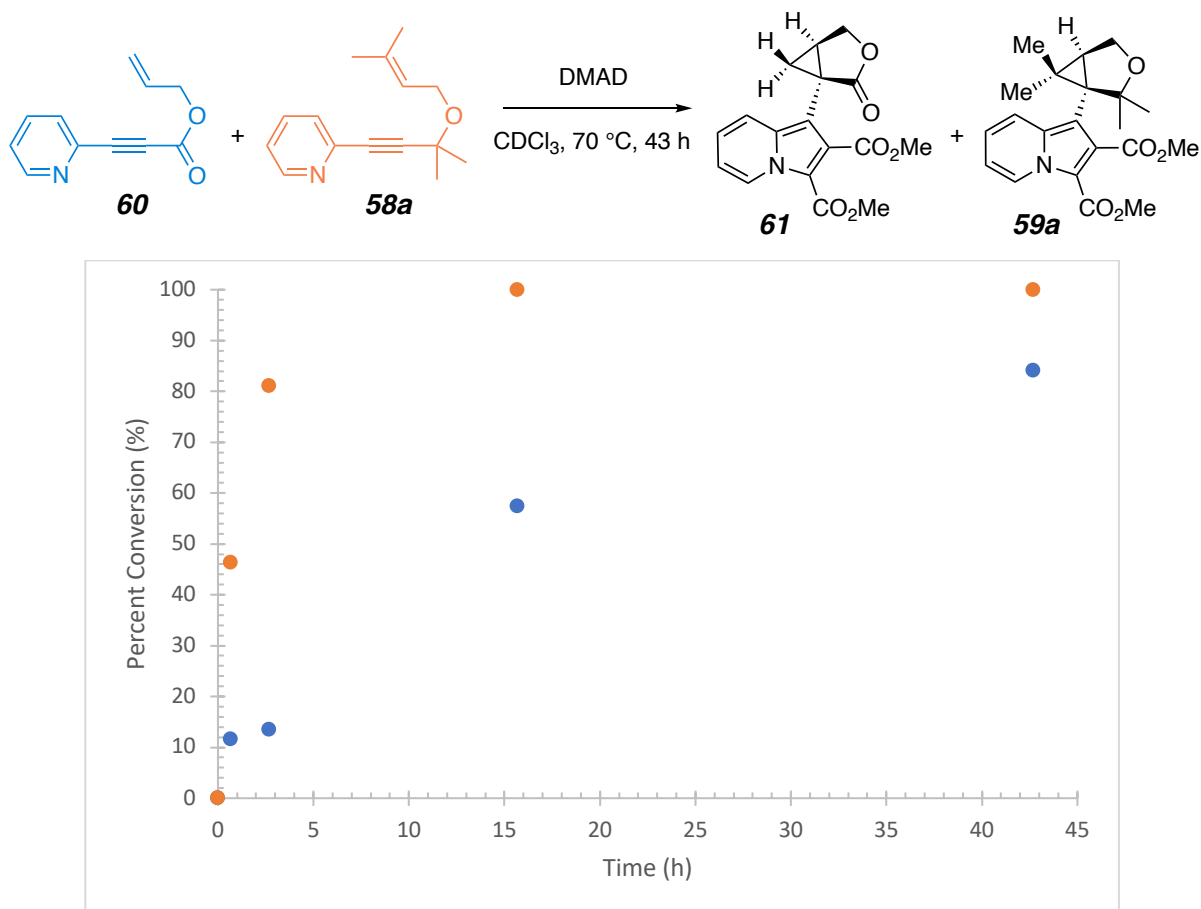 H
H
H
O
O
N
O
O
60
+
N
O
58a
DMAD
CDCl3, 70 °C, 43 h
N
CO2Me
CO2Me
61
+
H
Me
Me
O
N
CO2Me
CO2Me
59a
100
90
80
70
60
50
40
30
20
10
0
Percent Conversion (%)
0 5 10 15 20 25 30 35 40 45
Time (h)